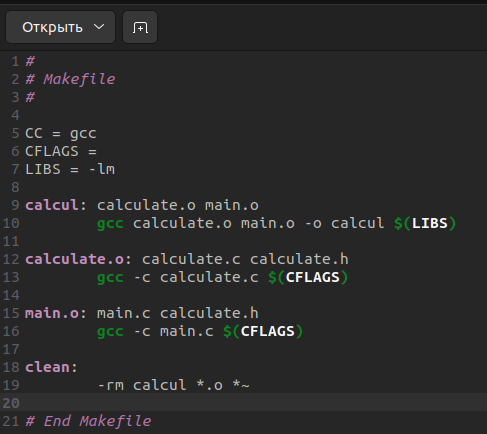 Открыть
1 #
2 # Makefile
3 #
4
5 CC = gcc
6 CFLAGS =
7 LIBS = -lm
8
9 calcul: calculate.o main.o
10 gcc calculate.o main.o -o calcul $(LIBS)
11
12 calculate.o: calculate.c calculate.h
13 gcc -c calculate.c $(CFLAGS)
14
15 main.o: main.c calculate.h
16 gcc -c main.c $(CFLAGS)
17
18 clean:
19 -rm calcul *.o *~
20
21 # End Makefile